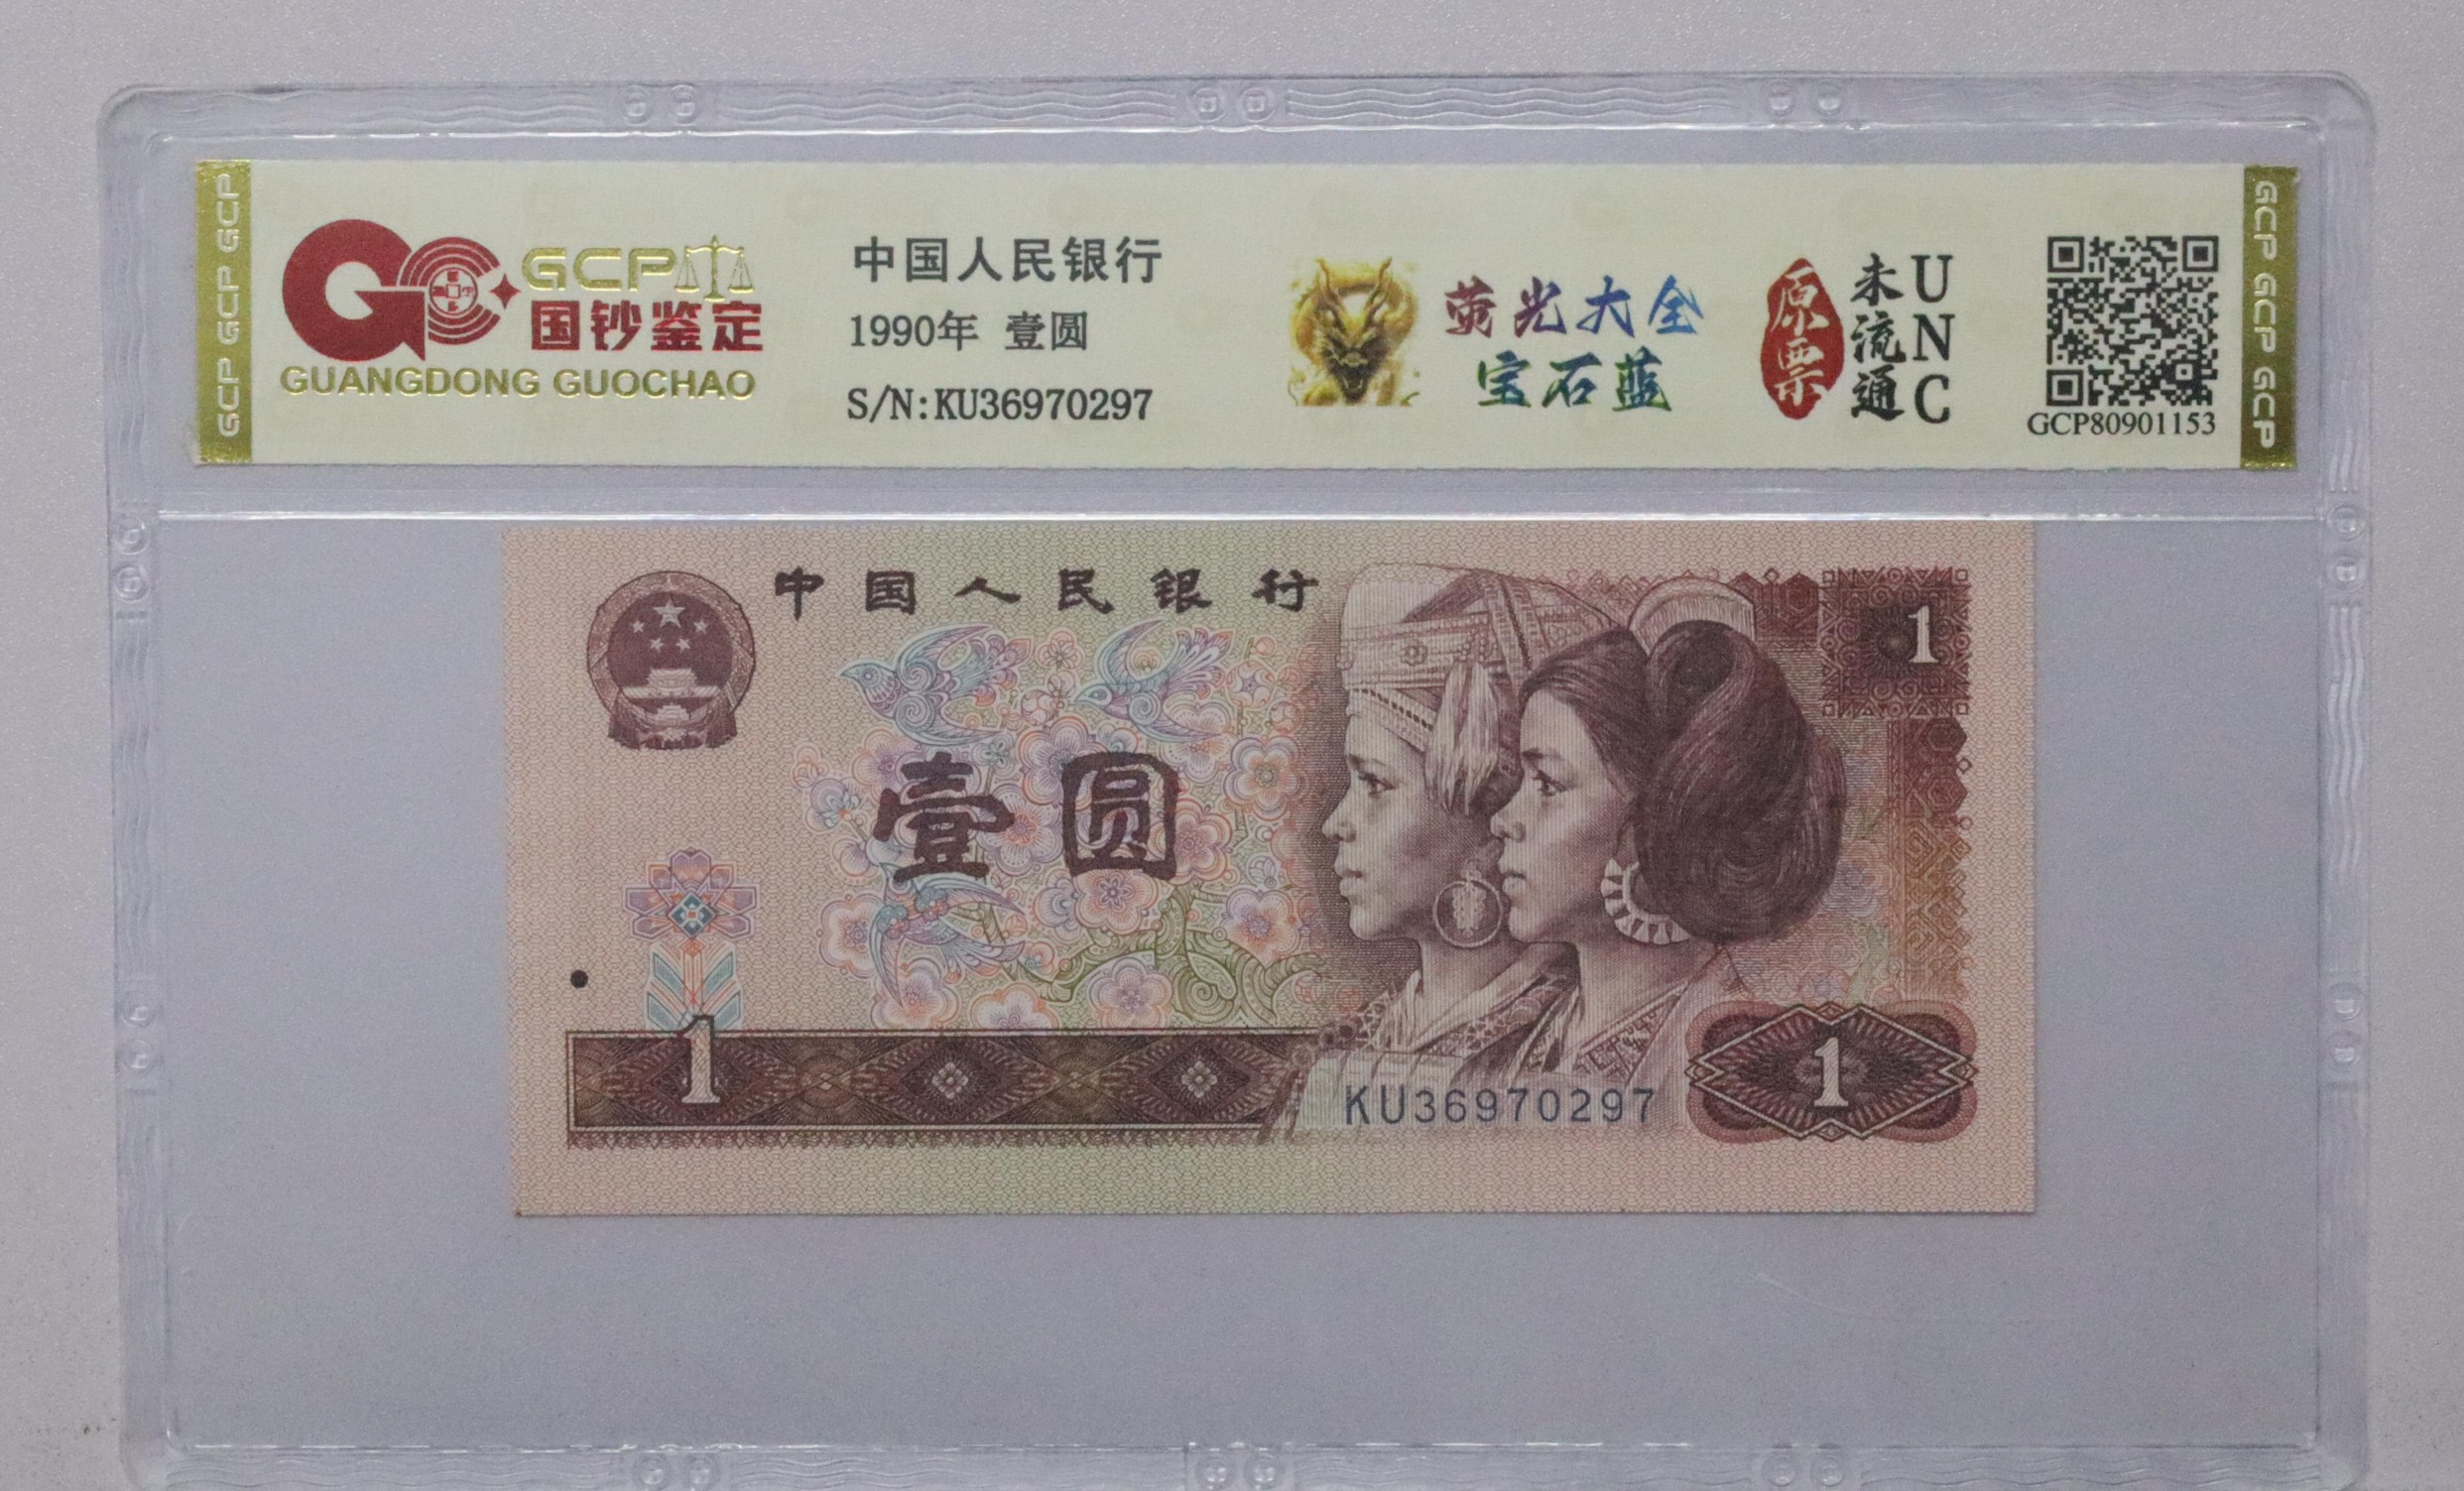 GCP GCP GCP
GCP
国钞鉴定
GUANGDONG GUOCHAO
中国人民银行
1990年 壹圆
S/N:KU36970297
荧光大全
宝石蓝
原票
未流通
UNC
GCP80901153
GCP GCP GCP
中国人民银行
1
壹圆
1
KU36970297
1